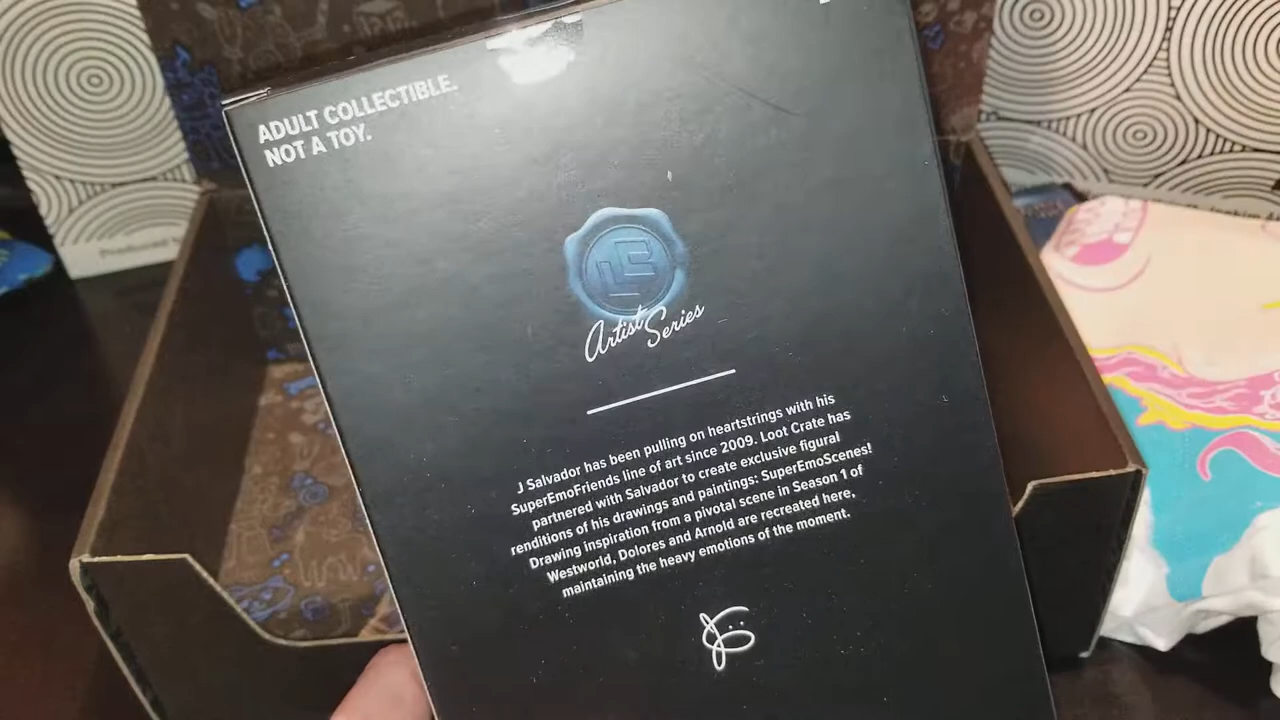 ADULT COLLECTIBLE.
NOT A TOY.
Artist Series
J Salvador has been pulling on heartstrings with his
SuperEmoFriends line of art since 2009. Loot Crate has
partnered with Salvador to create exclusive figural
renditions of his drawings and paintings: SuperEmoScenes!
Drawing inspiration from a pivotal scene in Season 1 of
Westworld, Dolores and Arnold are recreated here,
maintaining the heavy emotions of the moment.
Produced